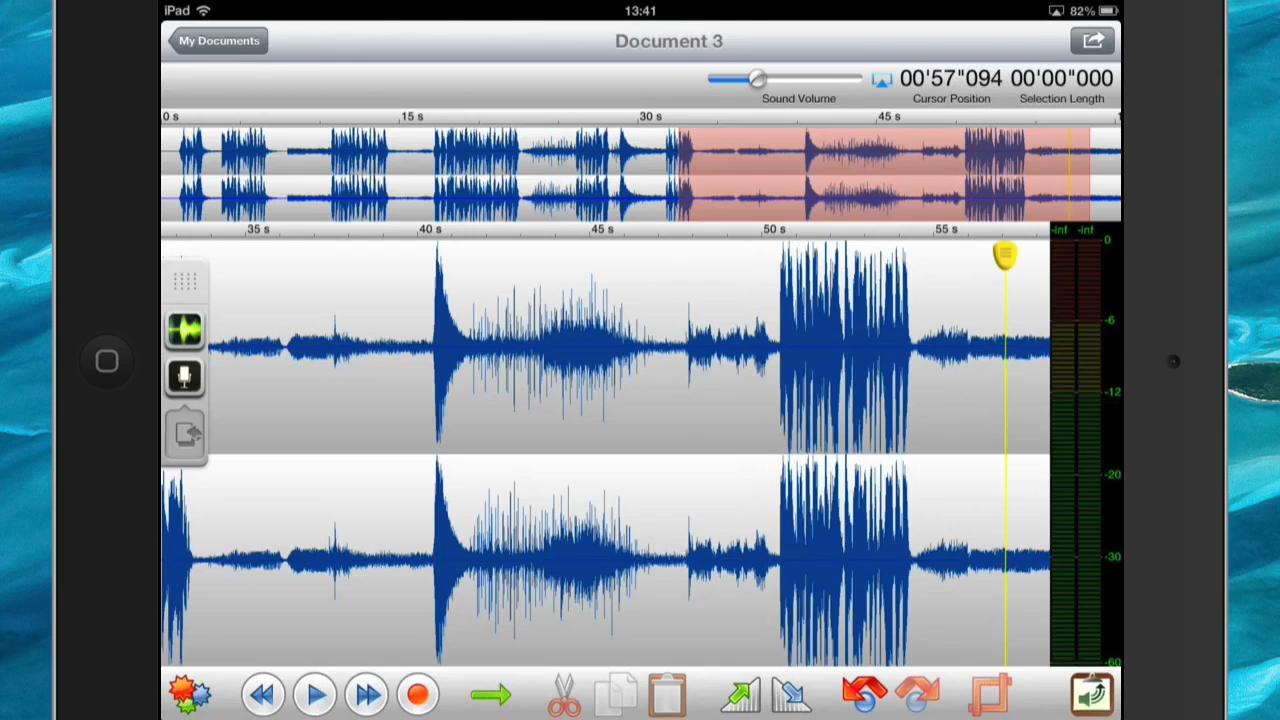 iPad 13:41 82%
My Documents Document 3
00'57"094 00'00"000
Sound Volume Cursor Position Selection Length
0 s 15 s 30 s 45 s
35 s 40 s 45 s 50 s 55 s -inf -inf
0
-6
-12
-20
-30
-60